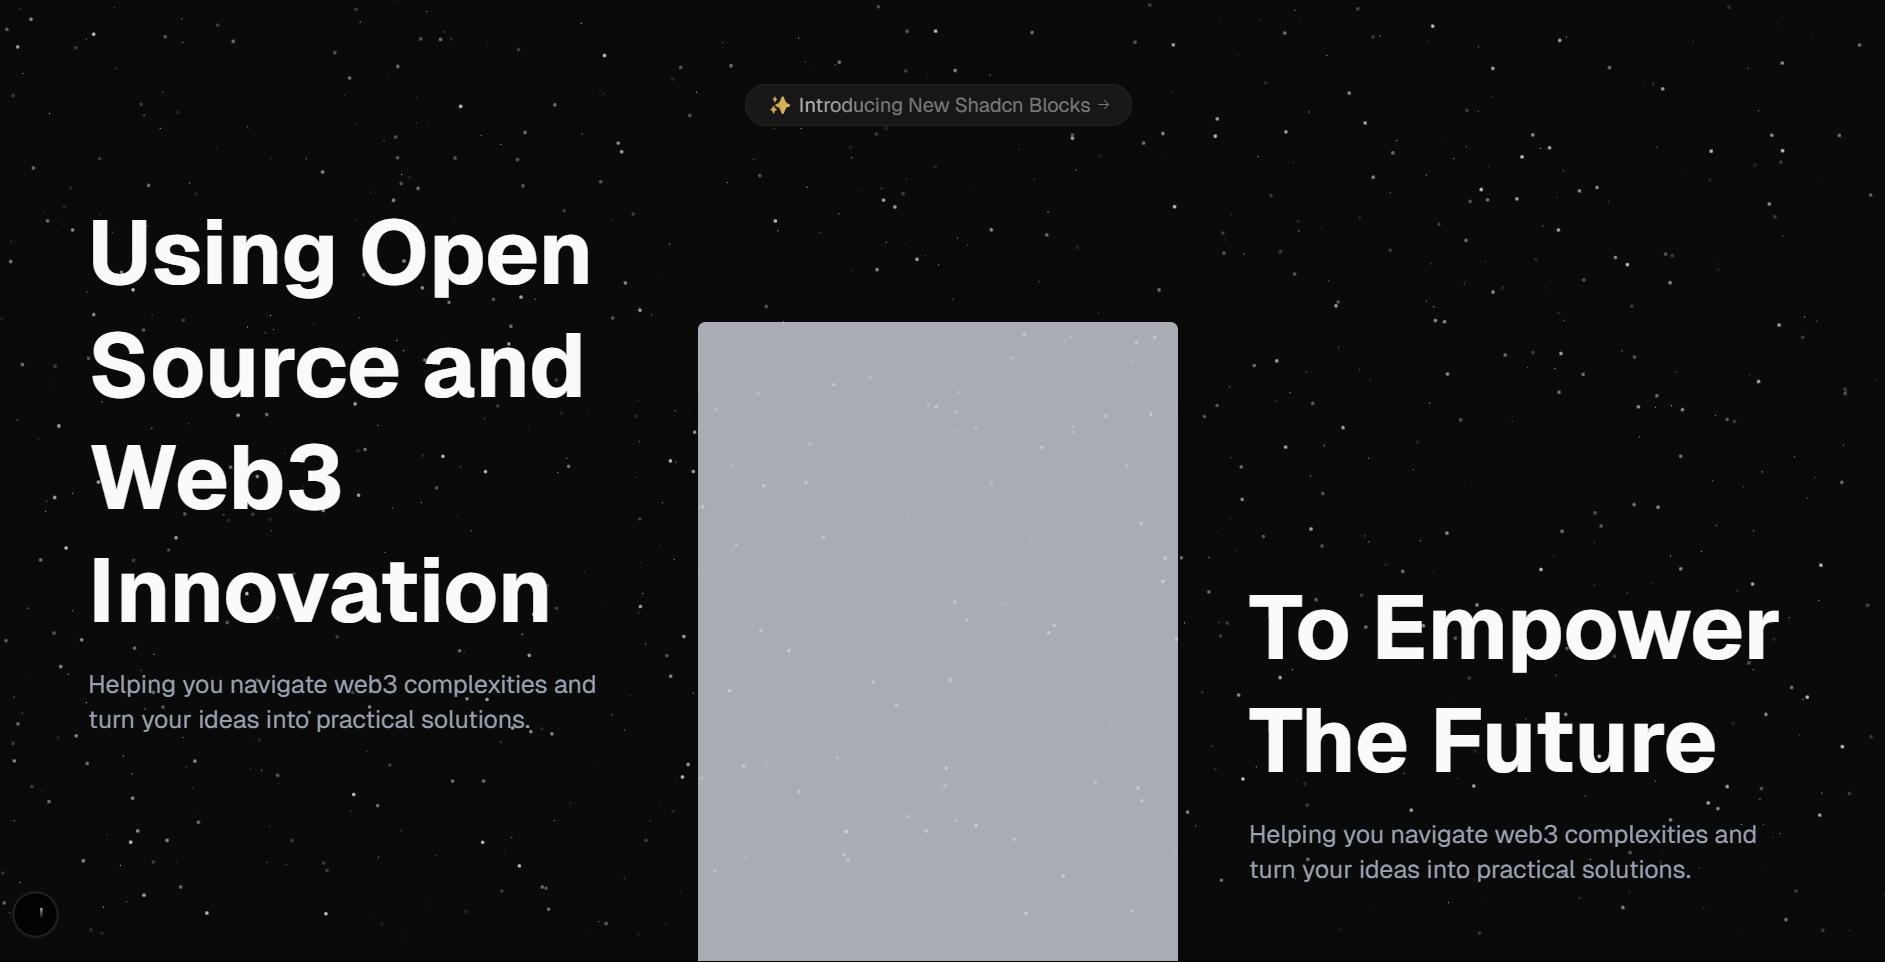 ✨ Introducing New Shadcn Blocks →
Using Open
Source and
Web3
Innovation
Helping you navigate web3 complexities and
turn your ideas into practical solutions.
To Empower
The Future
Helping you navigate web3 complexities and
turn your ideas into practical solutions.